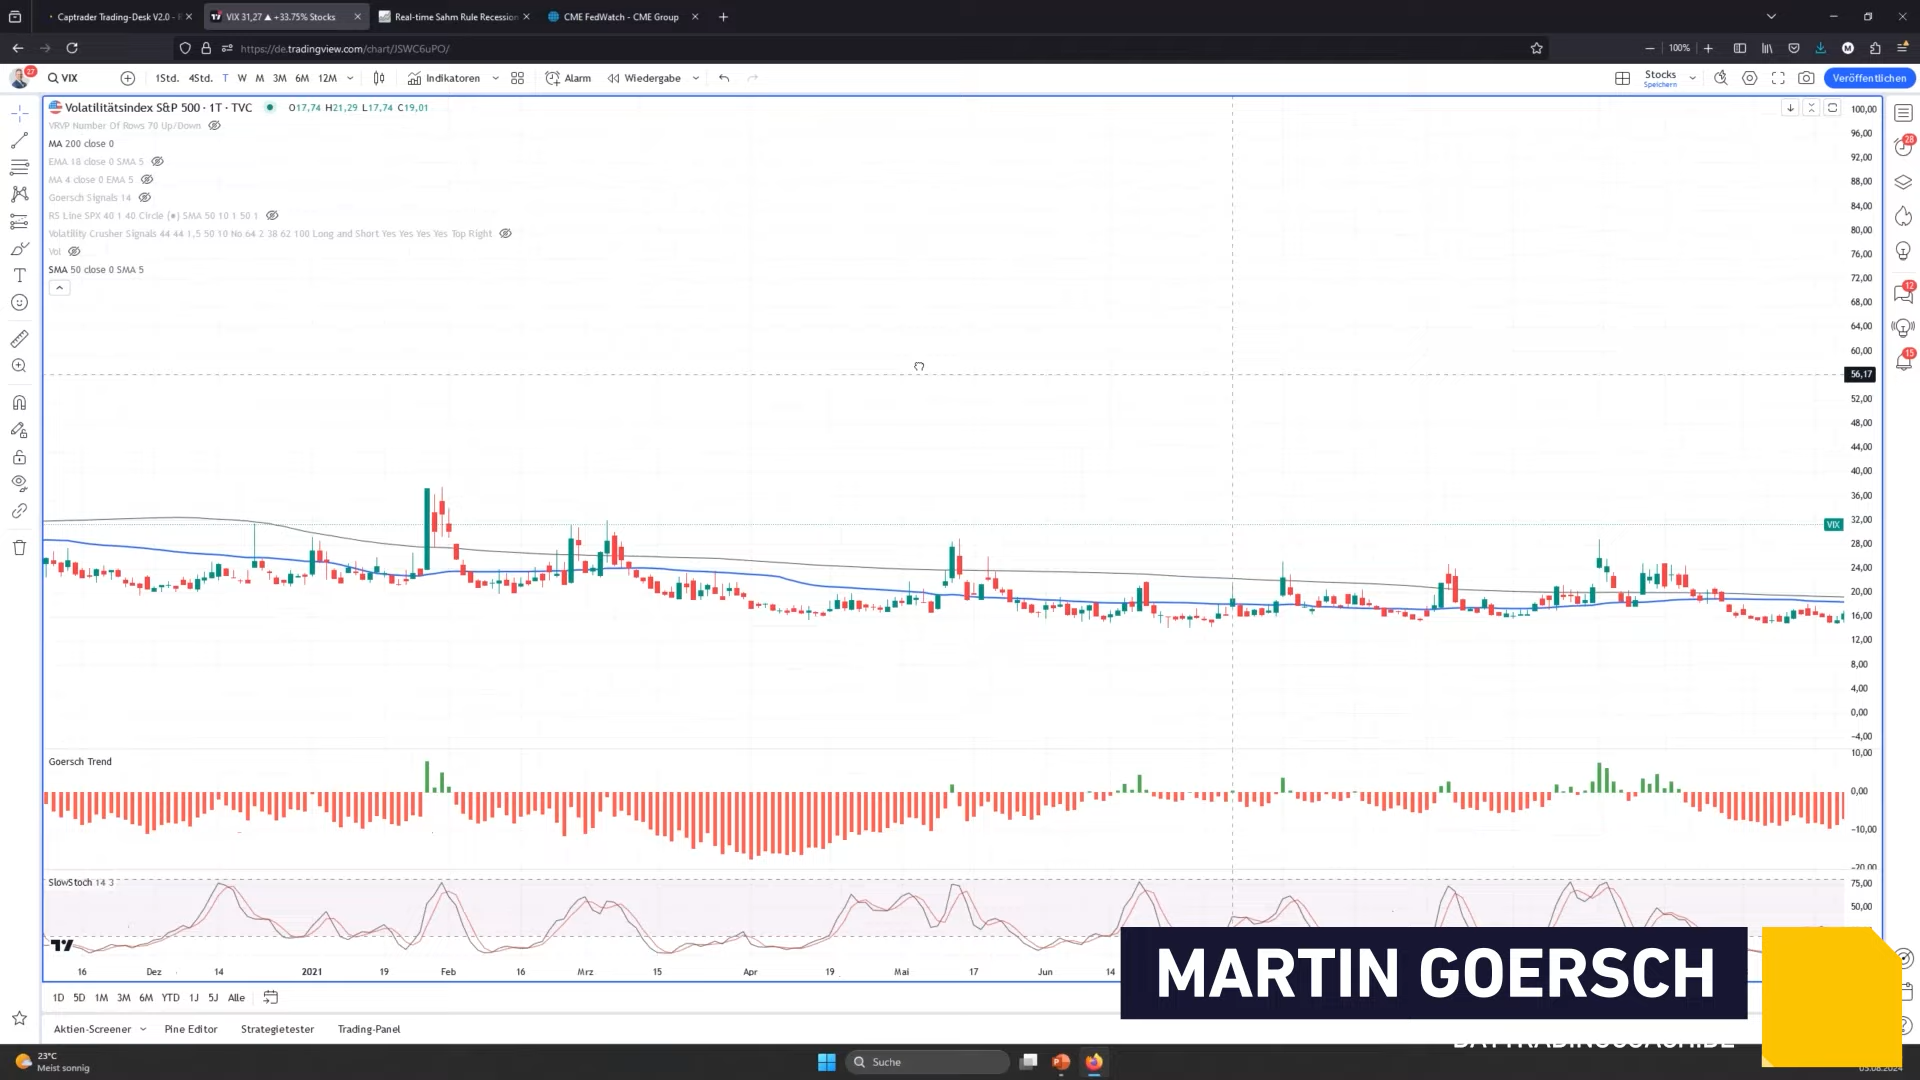 Captrader Trading-Desk V2.0 -
VIX 31,27 ▲ +33.75% Stocks
Real-time Sahm Rule Recession
CME FedWatch - CME Group
https://de.tradingview.com/chart/JSWC6uPO/
100%
27
VIX
1Std.
4Std.
T
W
M
3M
6M
12M
Indikatoren
Alarm
Wiedergabe
Stocks
Speichern
Veröffentlichen
Volatilitätsindex S&P 500 · 1T · TVC
O17,74 H21,29 L17,74 C19,01
VRVP Number Of Rows 70 Up/Down
MA 200 close 0
EMA 18 close 0 SMA 5
MA 4 close 0 EMA 5
Goersch Signals 14
RS Line SPX 40 1 40 Circle (●) SMA 50 10 1 50 1
Volatility Crusher Signals 44 44 1,5 50 10 No 64 2 38 62 100 Long and Short Yes Yes Yes Yes Top Right
Vol
SMA 50 close 0 SMA 5
100,00
96,00
92,00
88,00
84,00
80,00
76,00
72,00
68,00
64,00
60,00
56,17
52,00
48,00
44,00
40,00
36,00
32,00
VIX
28,00
24,00
20,00
16,00
12,00
8,00
4,00
0,00
−4,00
28
12
15
Goersch Trend
10,00
0,00
−10,00
−20,00
SlowStoch 14 3
75,00
50,00
16
Dez
14
2021
19
Feb
16
Mrz
15
Apr
19
Mai
17
Jun
14
MARTIN GOERSCH
1D
5D
1M
3M
6M
YTD
1J
5J
Alle
Aktien-Screener
Pine Editor
Strategietester
Trading-Panel
23°C
Meist sonnig
Suche